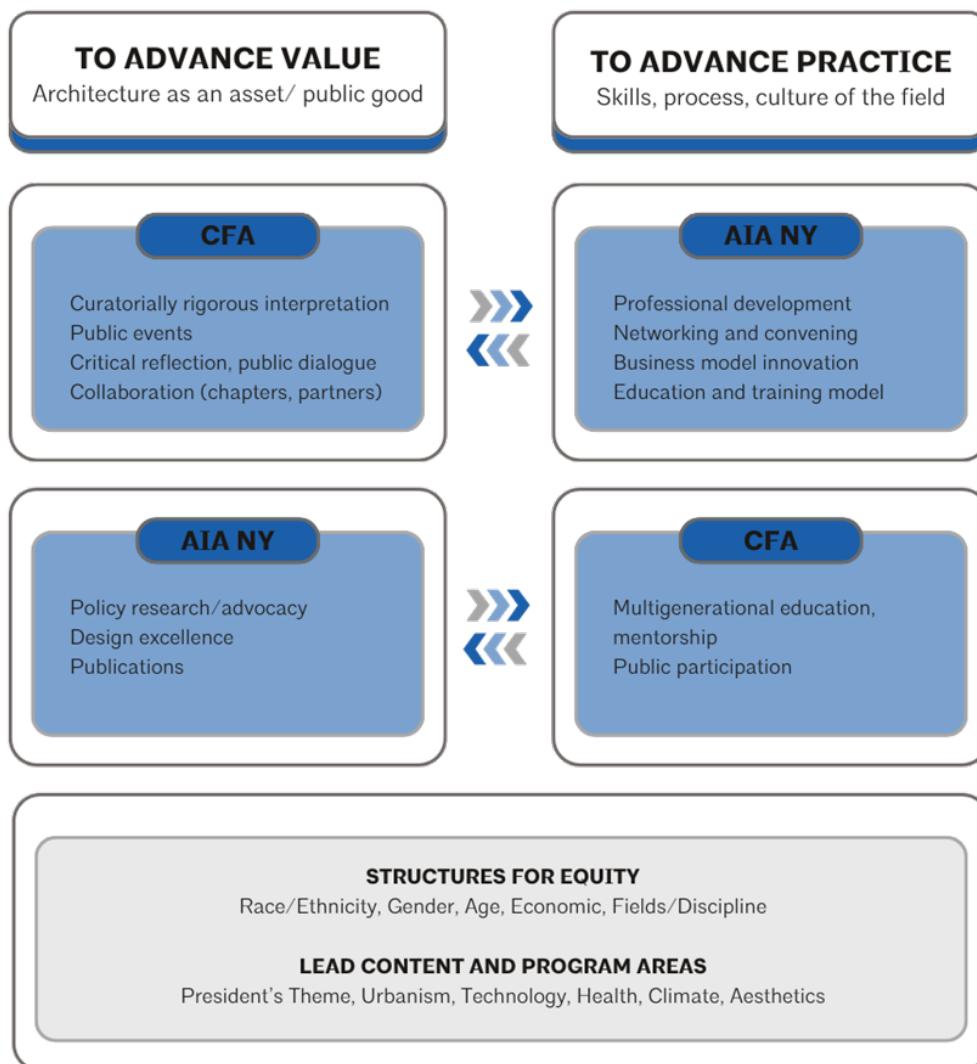 TO ADVANCE VALUE
Architecture as an asset/ public good
TO ADVANCE PRACTICE
Skills, process, culture of the field
CFA
Curatorially rigorous interpretation
Public events
Critical reflection, public dialogue
Collaboration (chapters, partners)
AIA NY
Professional development
Networking and convening
Business model innovation
Education and training model
AIA NY
Policy research/advocacy
Design excellence
Publications
CFA
Multigenerational education,
mentorship
Public participation
STRUCTURES FOR EQUITY
Race/Ethnicity, Gender, Age, Economic, Fields/Discipline
LEAD CONTENT AND PROGRAM AREAS
President's Theme, Urbanism, Technology, Health, Climate, Aesthetics